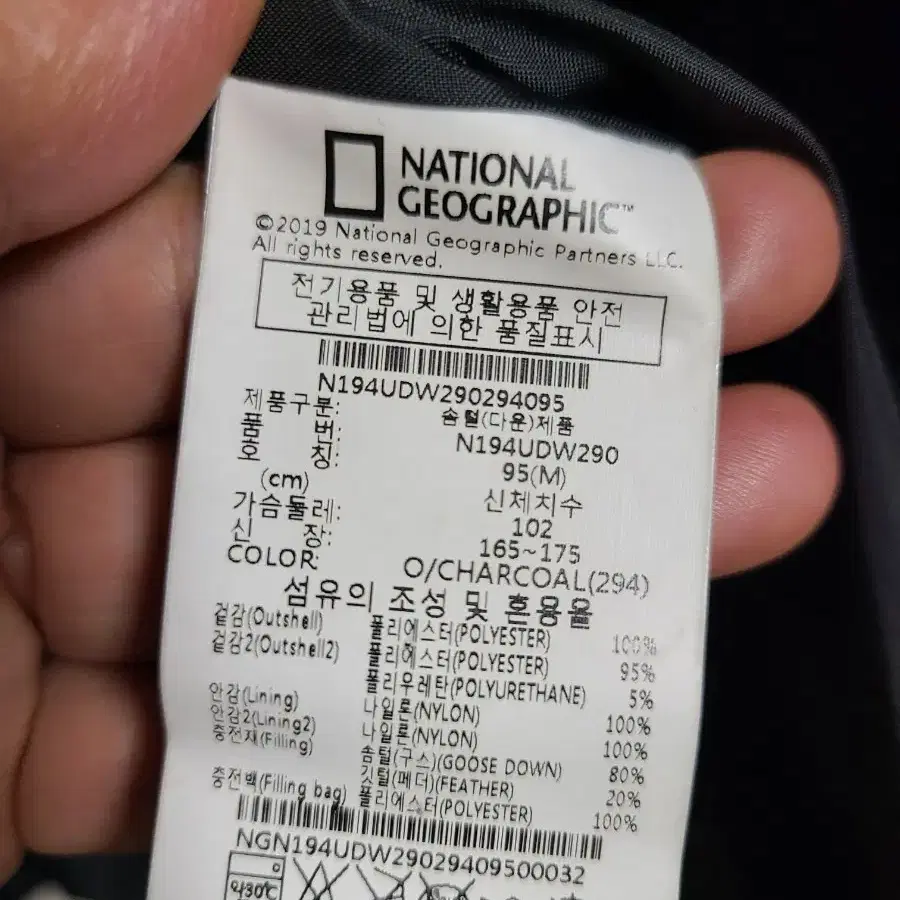 NATIONAL
GEOGRAPHIC™
©2019 National Geographic Partners LLC.
All rights reserved.
전기용품 및 생활용품 안전
관리법에 의한 품질표시
N194UDW290294095
제품구분: 솜털(다운)제품
품 번: N194UDW290
호 칭: 95(M)
(cm) 신체치수
가슴둘레: 102
신 장: 165~175
COLOR: O/CHARCOAL(294)
섬유의 조성 및 혼용율
겉감(Outshell) 폴리에스터(POLYESTER) 100%
겉감2(Outshell2) 폴리에스터(POLYESTER) 95%
폴리우레탄(POLYURETHANE) 5%
안감(Lining) 나일론(NYLON) 100%
안감2(Lining2) 나일론(NYLON) 100%
충전재(Filling) 솜털(구스)(GOOSE DOWN) 80%
깃털(페더)(FEATHER) 20%
충전백(Filling bag) 폴리에스터(POLYESTER) 100%
NGN194UDW29029409500032
약30℃